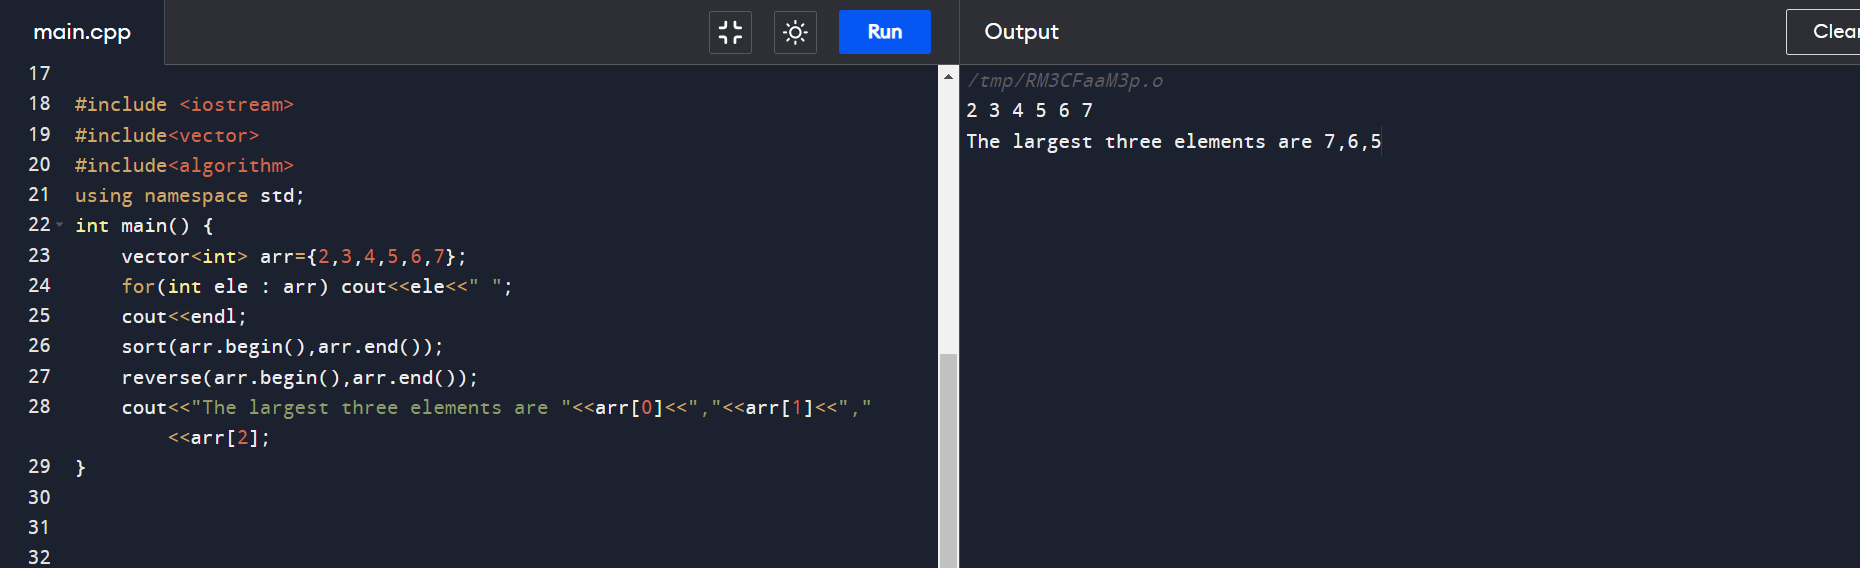 main.cpp
Run
Output
Clear
17
18 #include <iostream>
19 #include<vector>
20 #include<algorithm>
21 using namespace std;
22 int main() {
23 vector<int> arr={2,3,4,5,6,7};
24 for(int ele : arr) cout<<ele<<" ";
25 cout<<endl;
26 sort(arr.begin(),arr.end());
27 reverse(arr.begin(),arr.end());
28 cout<<"The largest three elements are "<<arr[0]<<","<<arr[1]<<","
<<arr[2];
29 }
30
31
32
/tmp/RM3CFaaM3p.o
2 3 4 5 6 7
The largest three elements are 7,6,5